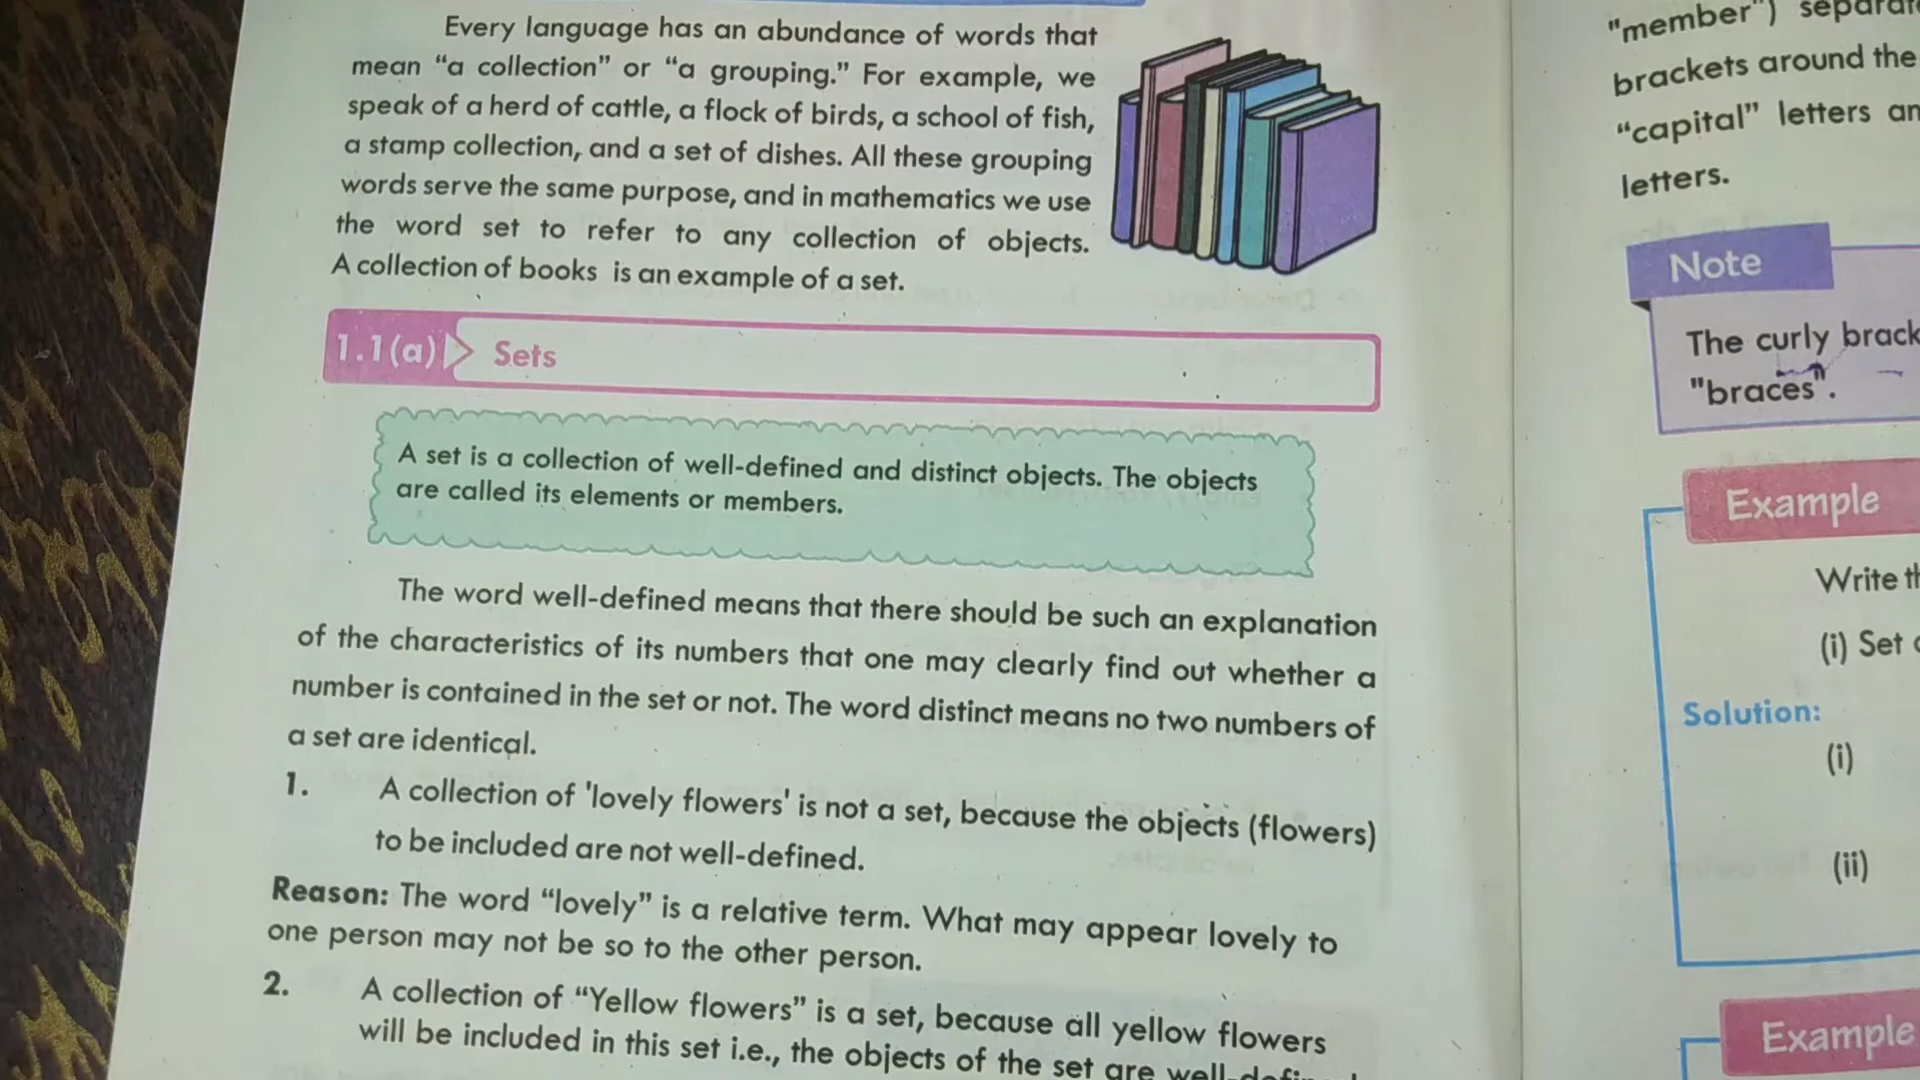 Every language has an abundance of words that
mean “a collection” or “a grouping.” For example, we
speak of a herd of cattle, a flock of birds, a school of fish,
a stamp collection, and a set of dishes. All these grouping
words serve the same purpose, and in mathematics we use
the word set to refer to any collection of objects.
A collection of books is an example of a set.
1.1(a) Sets
A set is a collection of well-defined and distinct objects. The objects
are called its elements or members.
The word well-defined means that there should be such an explanation
of the characteristics of its numbers that one may clearly find out whether a
number is contained in the set or not. The word distinct means no two numbers of
a set are identical.
1. A collection of 'lovely flowers' is not a set, because the objects (flowers)
to be included are not well-defined.
Reason: The word “lovely” is a relative term. What may appear lovely to
one person may not be so to the other person.
2. A collection of “Yellow flowers” is a set, because all yellow flowers
will be included in this set i.e., the objects of the set are
"member")
brackets around the
“capital” letters
letters.
Note
The curly
"braces".
Example
Write
(i) Set
Solution:
(i)
(ii)
Example